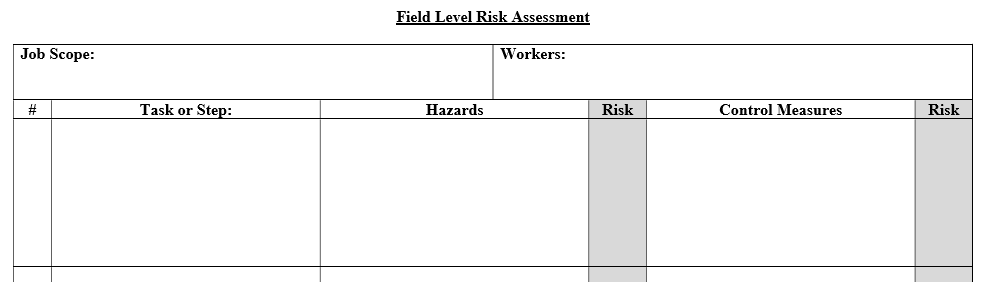 Field Level Risk Assessment
Job Scope: Workers:
# Task or Step: Hazards Risk Control Measures Risk